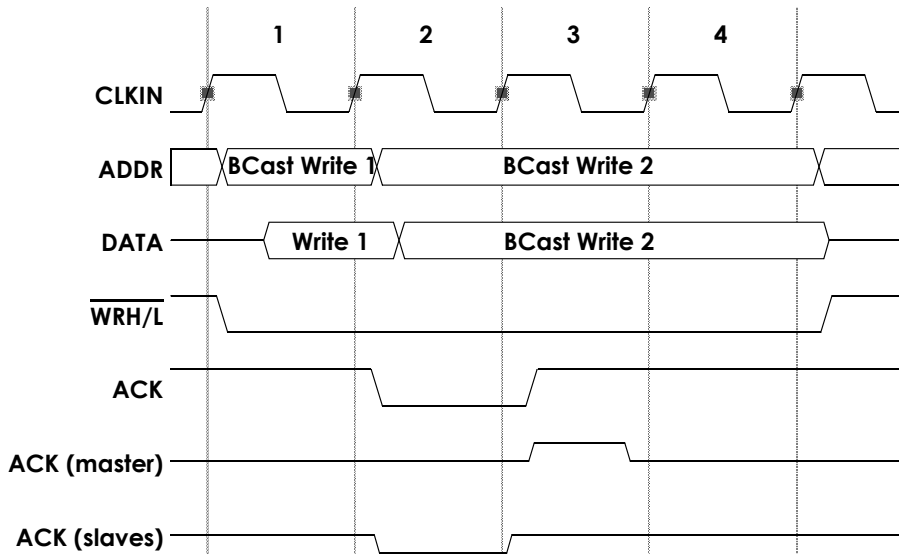 1 2 3 4
CLKIN
ADDR BCast Write 1 BCast Write 2
DATA Write 1 BCast Write 2
WRH/L
ACK
ACK (master)
ACK (slaves)